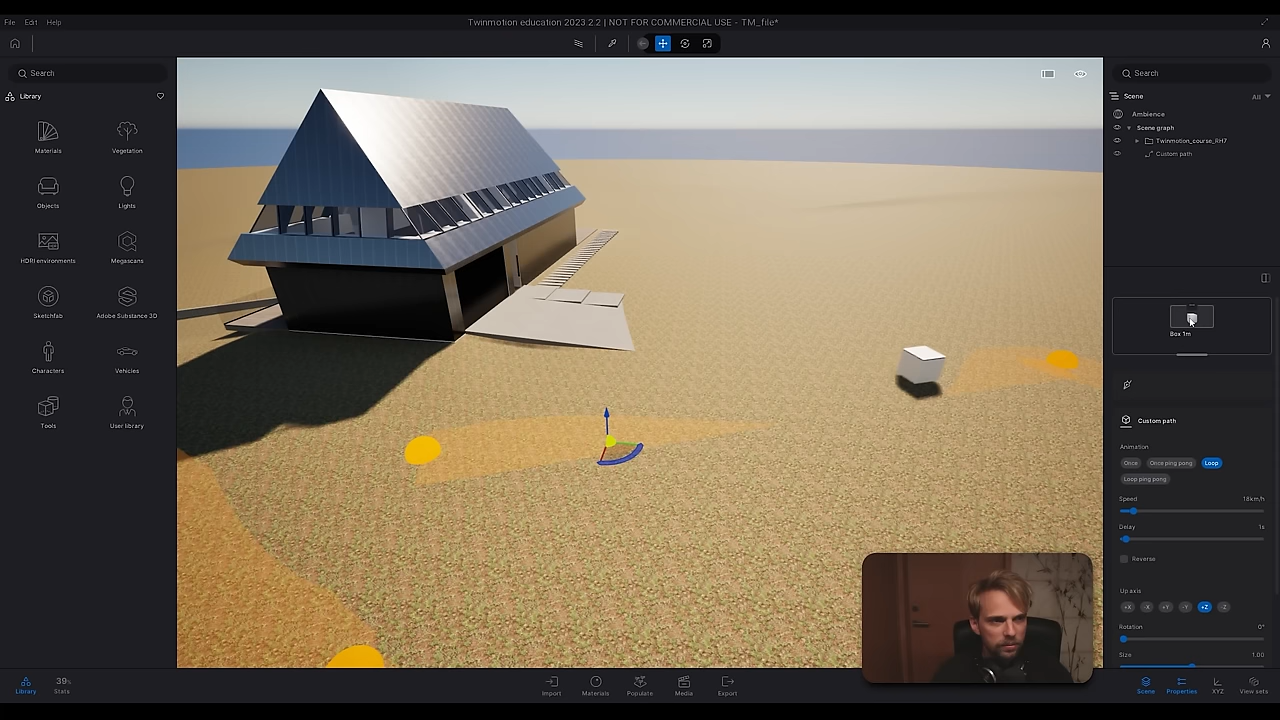 File Edit Help
Twinmotion education 2023.2.2 | NOT FOR COMMERCIAL USE - TM_file*
Search
Library
Materials
Vegetation
Objects
Lights
HDRI environments
Megascans
Sketchfab
Adobe Substance 3D
Characters
Vehicles
Tools
User library
Search
Scene
All
Ambience
Scene graph
Twinmotion_course_RH7
Custom path
Box 1m
Custom path
Animation
Once
Once ping pong
Loop
Loop ping pong
Speed
18km/h
Delay
1s
Reverse
Up axis
+X
-X
+Y
-Y
+Z
-Z
Rotation
0°
Size
1.00
Library
39%
Stats
Import
Materials
Populate
Media
Export
Scene
Properties
XYZ
View sets